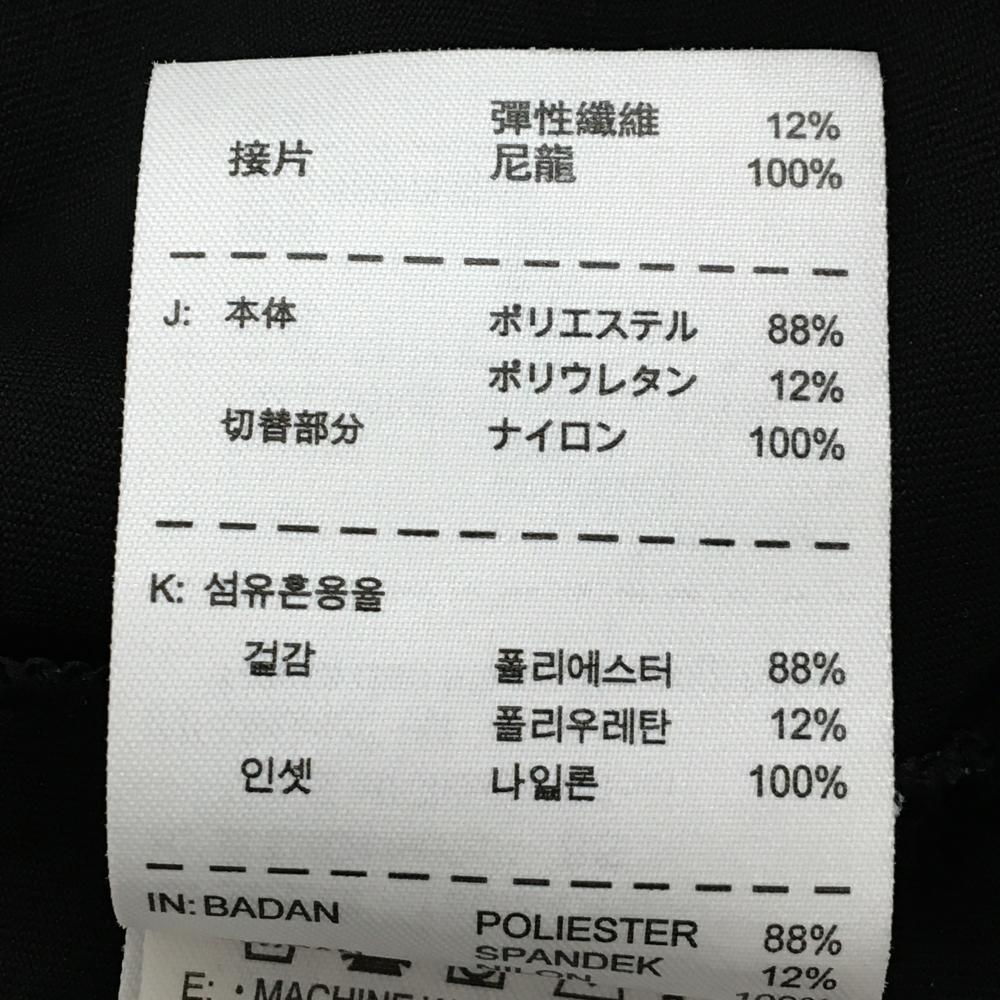 彈性纖維 12%
接片 尼龍 100%
J: 本体 ポリエステル 88%
ポリウレタン 12%
切替部分 ナイロン 100%
K: 섬유혼용율
겉감 폴리에스터 88%
폴리우레탄 12%
인셋 나일론 100%
IN: BADAN POLIESTER 88%
SPANDEK 12%
E: ・MACHINE